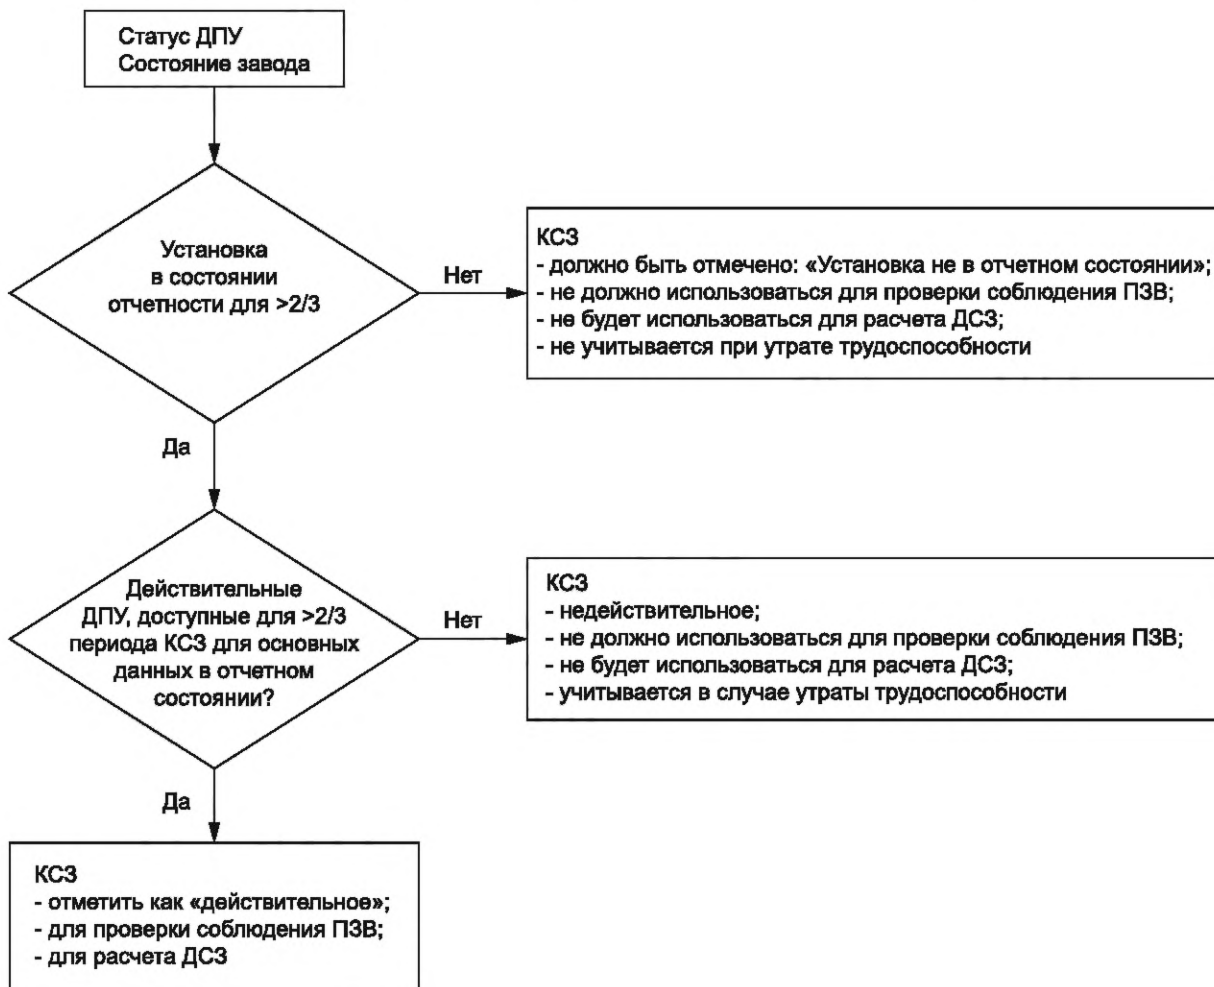 Статус ДПУ
Состояние завода
Установка
в состоянии
отчетности для >2/3
Нет
КСЗ
- должно быть отмечено: «Установка не в отчетном состоянии»;
- не должно использоваться для проверки соблюдения ПЗВ;
- не будет использоваться для расчета ДСЗ;
- не учитывается при утрате трудоспособности
Да
Действительные
ДПУ, доступные для >2/3
периода КСЗ для основных
данных в отчетном
состоянии?
Нет
КСЗ
- недействительное;
- не должно использоваться для проверки соблюдения ПЗВ;
- не будет использоваться для расчета ДСЗ;
- учитывается в случае утраты трудоспособности
Да
КСЗ
- отметить как «действительное»;
- для проверки соблюдения ПЗВ;
- для расчета ДСЗ